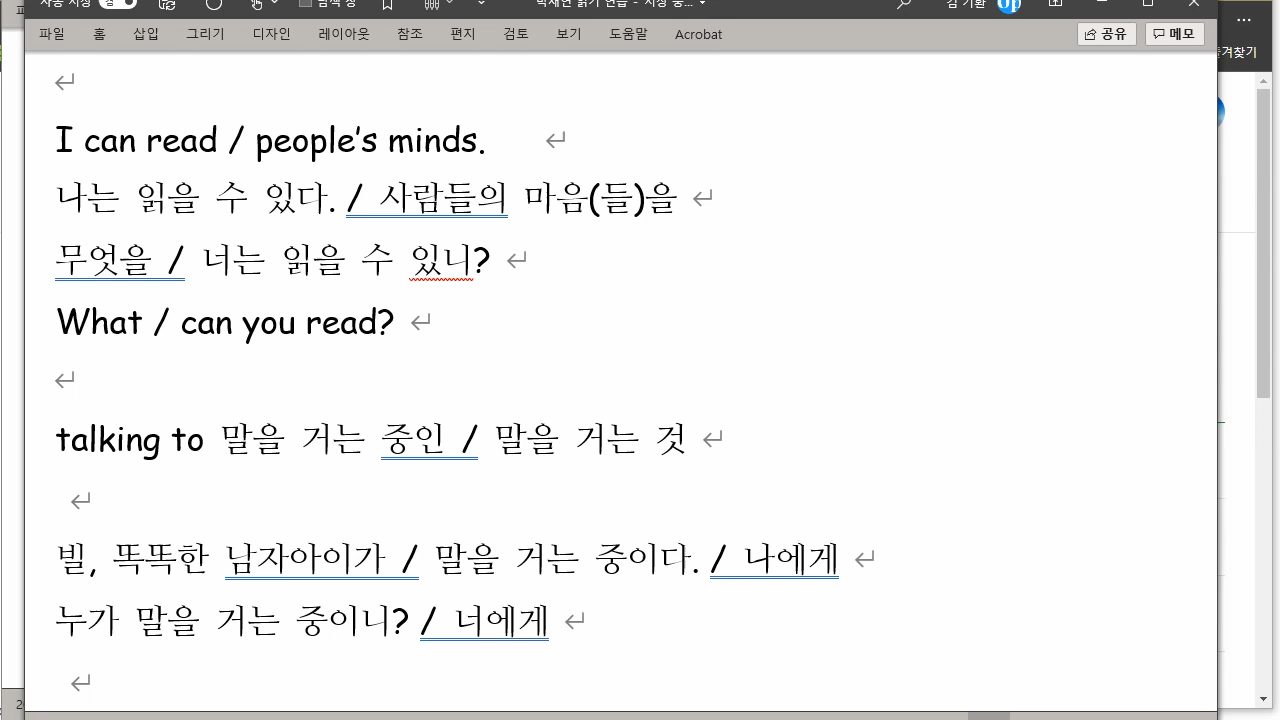 파일 홈 삽입 그리기 디자인 레이아웃 참조 편지 검토 보기 도움말 Acrobat 공유 메모
I can read / people's minds.
나는 읽을 수 있다. / 사람들의 마음(들)을
무엇을 / 너는 읽을 수 있니?
What / can you read?
talking to 말을 거는 중인 / 말을 거는 것
빌, 똑똑한 남자아이가 / 말을 거는 중이다. / 나에게
누가 말을 거는 중이니? / 너에게